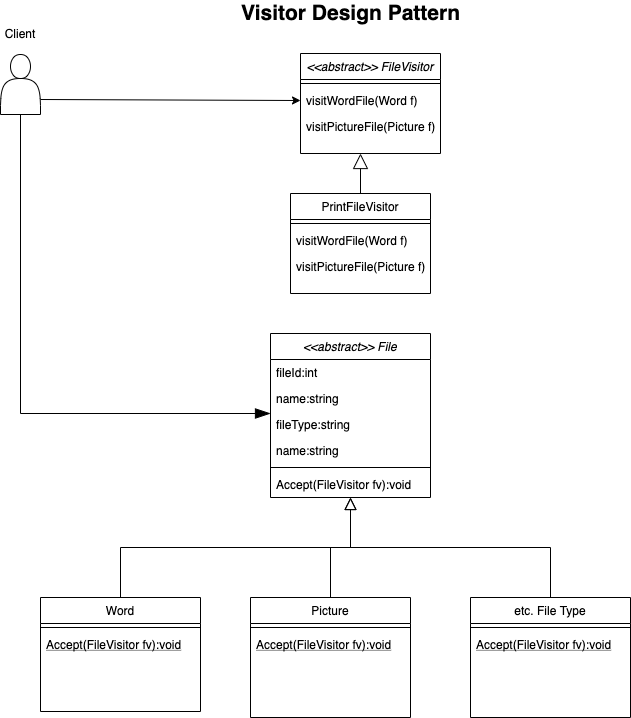 Visitor Design Pattern
Client
<<abstract>> FileVisitor
visitWordFile(Word f)
visitPictureFile(Picture f)
PrintFileVisitor
visitWordFile(Word f)
visitPictureFile(Picture f)
<<abstract>> File
fileId:int
name:string
fileType:string
name:string
Accept(FileVisitor fv):void
Word
Accept(FileVisitor fv):void
Picture
Accept(FileVisitor fv):void
etc. File Type
Accept(FileVisitor fv):void